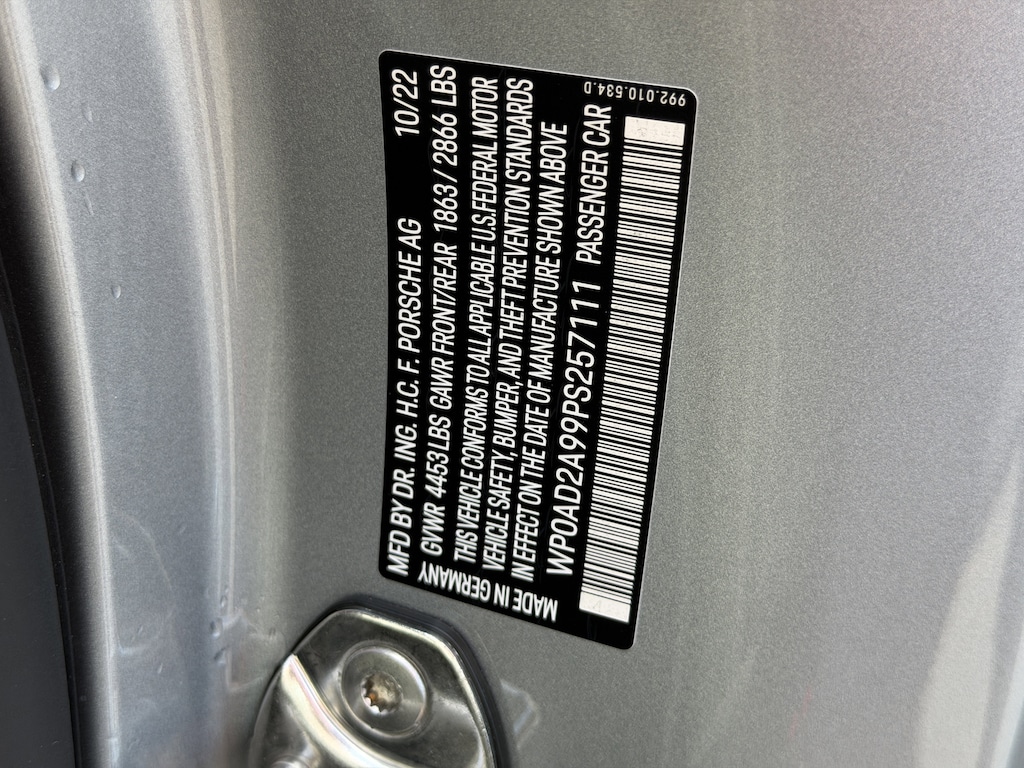 MFD BY DR. ING. H.C. F. PORSCHE AG 10/22
GVWR 4453 LBS GAWR FRONT/REAR 1863 / 2866 LBS
THIS VEHICLE CONFORMS TO ALL APPLICABLE U.S. FEDERAL MOTOR
VEHICLE SAFETY, BUMPER, AND THEFT PREVENTION STANDARDS
IN EFFECT ON THE DATE OF MANUFACTURE SHOWN ABOVE
WP0AD2A99PS257111 PASSENGER CAR
MADE IN GERMANY
992.010.534.D